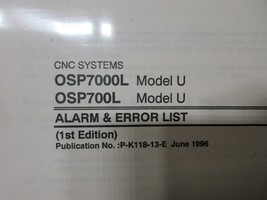 CNC SYSTEMS
OSP7000L Model U
OSP700L Model U
ALARM & ERROR LIST
(1st Edition)
Publication No. :P-K118-13-E June 1996